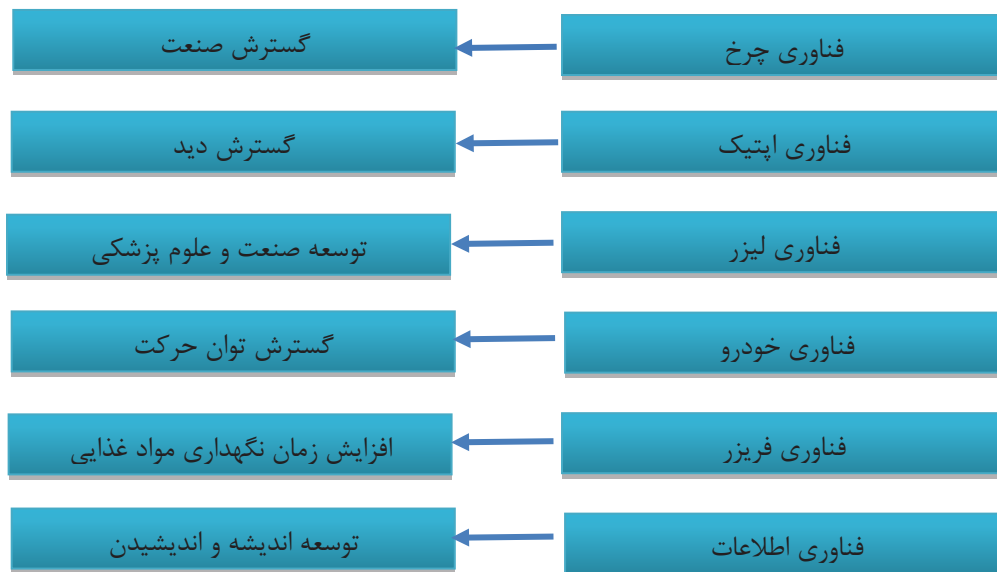 فناوری چرخ
گسترش صنعت
فناوری اپتیک
گسترش دید
فناوری لیزر
توسعه صنعت و علوم پزشکی
فناوری خودرو
گسترش توان حرکت
فناوری فریزر
افزایش زمان نگهداری مواد غذایی
فناوری اطلاعات
توسعه اندیشه و اندیشیدن